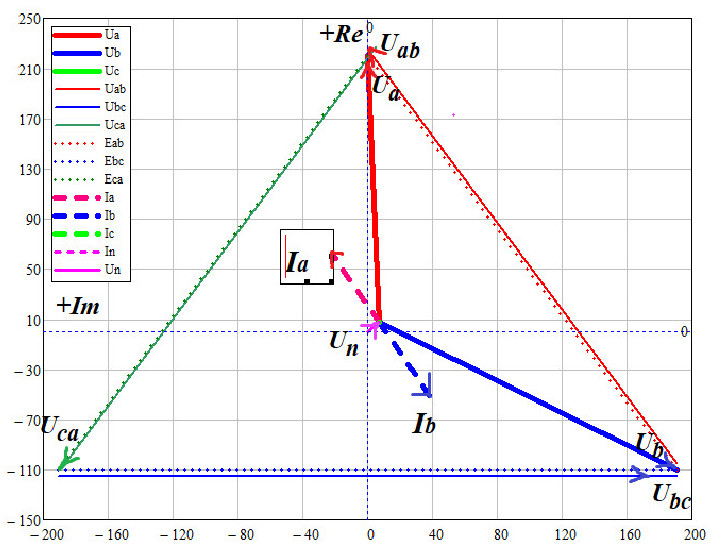 250
210
170
130
90
50
10
− 30
− 70
− 110
− 150
Ua
Ub
Uc
Uab
Ubc
Uca
Eab
Ebc
Eca
Ia
Ib
Ic
In
Un
+Re
0
Uab
Ua
Ia
+Im
Un
0
Ib
Uca
Ub
Ubc
− 200 − 160 − 120 − 80 − 40 0 40 80 120 160 200